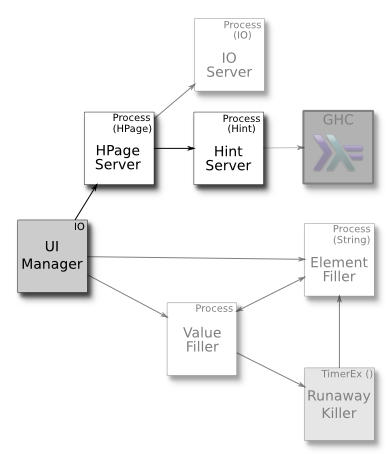 Process
(IO)
IO
Server
Process
(HPage)
HPage
Server
Process
(Hint)
Hint
Server
GHC
IO
UI
Manager
Process
(String)
Element
Filler
Process
Value
Filler
TimerEx ()
Runaway
Killer